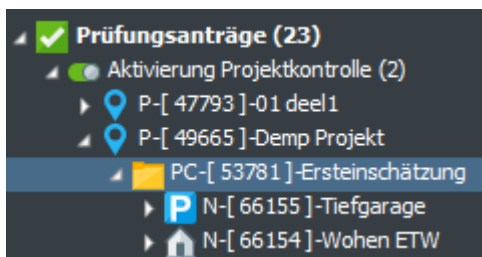 Prüfungsanträge (23)
Aktivierung Projektkontrolle (2)
P-[ 47793 ]-01 deel1
P-[ 49665 ]-Demp Projekt
PC-[ 53781 ]-Ersteinschätzung
P N-[ 66155 ]-Tiefgarage
N-[ 66154 ]-Wohen ETW